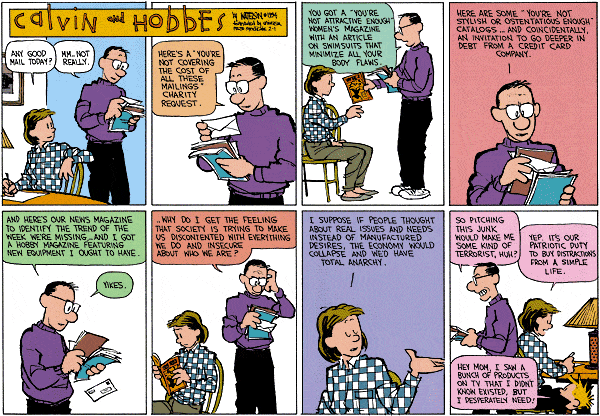 Calvin and Hobbes
by WATTERSON
ANY GOOD
MAIL TODAY?
MM.. NOT
REALLY.
HERE'S A "YOU'RE
NOT COVERING
THE COST OF
ALL THESE
MAILINGS"
CHARITY
REQUEST.
YOU GOT A "YOU'RE
NOT ATTRACTIVE ENOUGH"
WOMEN'S MAGAZINE
WITH AN ARTICLE
ON SWIMSUITS THAT
MINIMIZE ALL YOUR
BODY FLAWS.
HERE ARE SOME "YOU'RE NOT
STYLISH OR OSTENTATIOUS ENOUGH"
CATALOGS... AND COINCIDENTALLY,
AN INVITATION TO GO DEEPER IN
DEBT FROM A CREDIT CARD
COMPANY.
AND HERE'S OUR NEWS MAGAZINE
TO IDENTIFY THE TREND OF THE
WEEK WE'RE MISSING...AND I GOT
A HOBBY MAGAZINE FEATURING
NEW EQUIPMENT I OUGHT TO HAVE.
YIKES.
...WHY DO I GET THE FEELING
THAT SOCIETY IS TRYING TO MAKE
US DISCONTENTED WITH EVERYTHING
WE DO AND INSECURE
ABOUT WHO WE ARE?
I SUPPOSE IF PEOPLE THOUGHT
ABOUT REAL ISSUES AND NEEDS
INSTEAD OF MANUFACTURED
DESIRES, THE ECONOMY WOULD
COLLAPSE AND WE'D HAVE
TOTAL ANARCHY.
SO PITCHING
THIS JUNK
WOULD MAKE ME
SOME KIND OF
TERRORIST, HUH?
YEP. IT'S OUR
PATRIOTIC DUTY
TO BUY DISTRACTIONS
FROM A SIMPLE
LIFE.
HEY MOM, I SAW A
BUNCH OF PRODUCTS
ON TV THAT I DIDN'T
KNOW EXISTED, BUT
I DESPERATELY NEED!